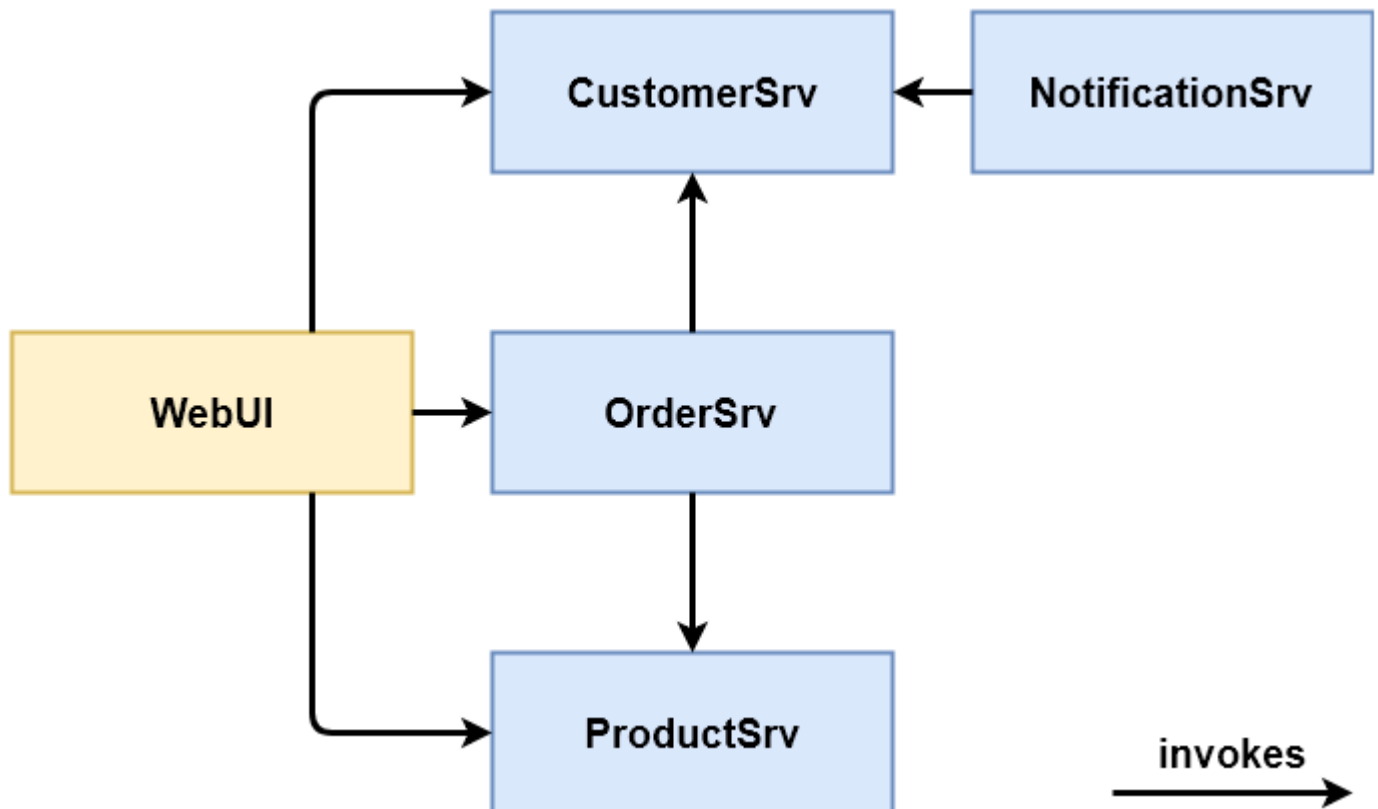 CustomerSrv
NotificationSrv
WebUI
OrderSrv
ProductSrv
invokes